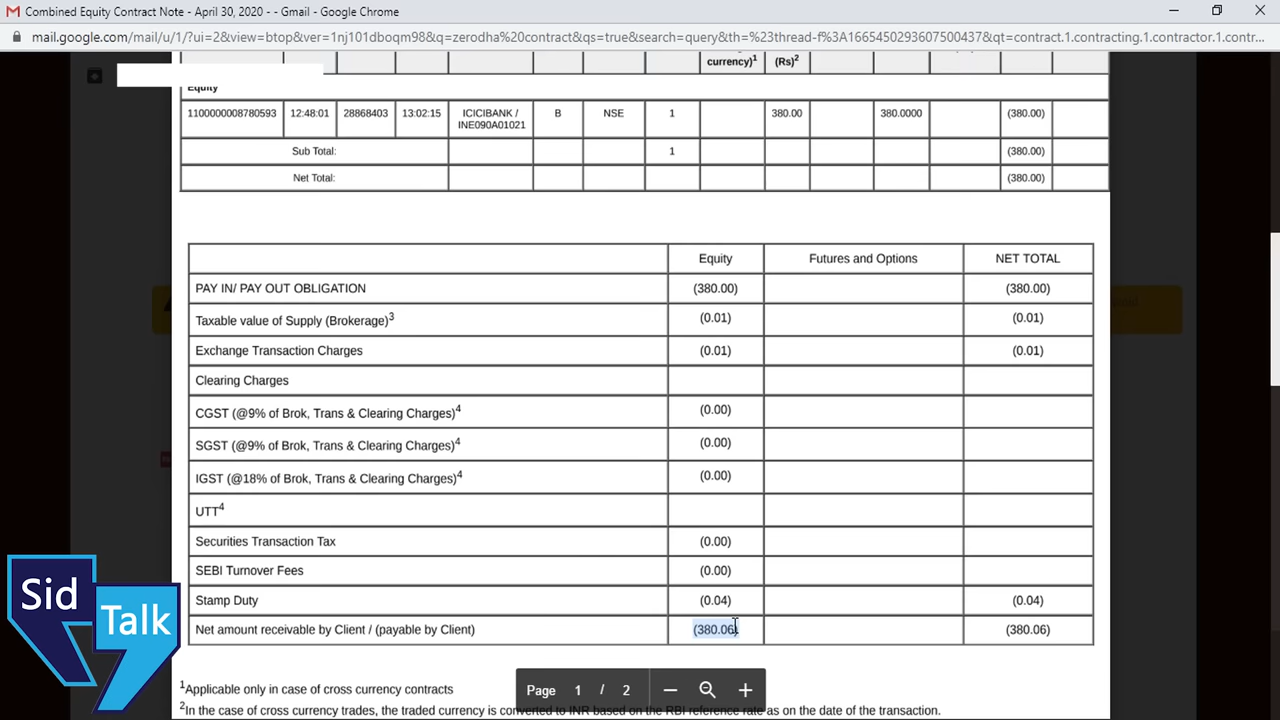 Combined Equity Contract Note - April 30, 2020 - - Gmail - Google Chrome
mail.google.com/mail/u/1/?ui=2&view=btop&ver=1nj101dboqm98&q=zerodha%20contract&qs=true&search=query&th=%23thread-f%3A1665450293607500437&qt=contract.1.contracting.1.contractor.1.contr...
currency)1 (Rs)2
Equity
1100000008780593 12:48:01 28868403 13:02:15 ICICIBANK / B NSE 1 380.00 380.0000 (380.00)
INE090A01021
Sub Total: 1 (380.00)
Net Total: (380.00)
Equity Futures and Options NET TOTAL
PAY IN/ PAY OUT OBLIGATION (380.00) (380.00)
Taxable value of Supply (Brokerage)3 (0.01) (0.01)
Exchange Transaction Charges (0.01) (0.01)
Clearing Charges
CGST (@9% of Brok, Trans & Clearing Charges)4 (0.00)
SGST (@9% of Brok, Trans & Clearing Charges)4 (0.00)
IGST (@18% of Brok, Trans & Clearing Charges)4 (0.00)
UTT4
Securities Transaction Tax (0.00)
SEBI Turnover Fees (0.00)
Stamp Duty (0.04) (0.04)
Net amount receivable by Client / (payable by Client) (380.06) (380.06)
Sid
Talk
Page 1 / 2
1Applicable only in case of cross currency contracts
2In the case of cross currency trades, the traded currency is converted to INR based on the RBI reference rate as on the date of the transaction.